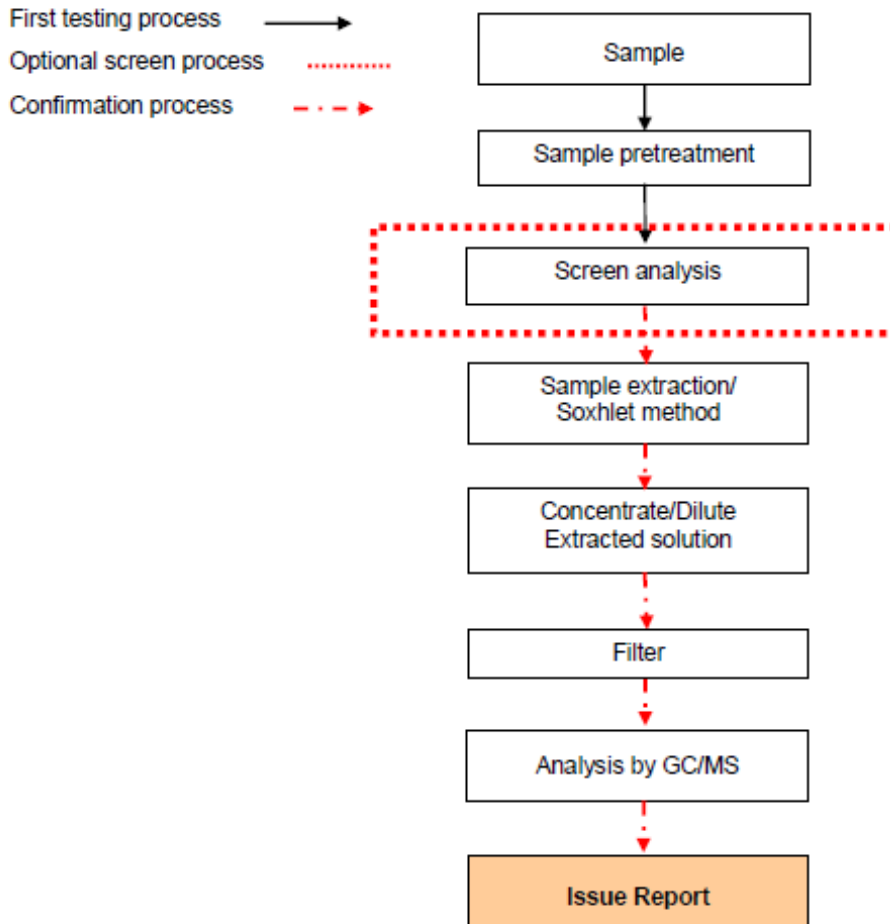 First testing process
Optional screen process
Confirmation process
Sample
Sample pretreatment
Screen analysis
Sample extraction/
Soxhlet method
Concentrate/Dilute
Extracted solution
Filter
Analysis by GC/MS
Issue Report